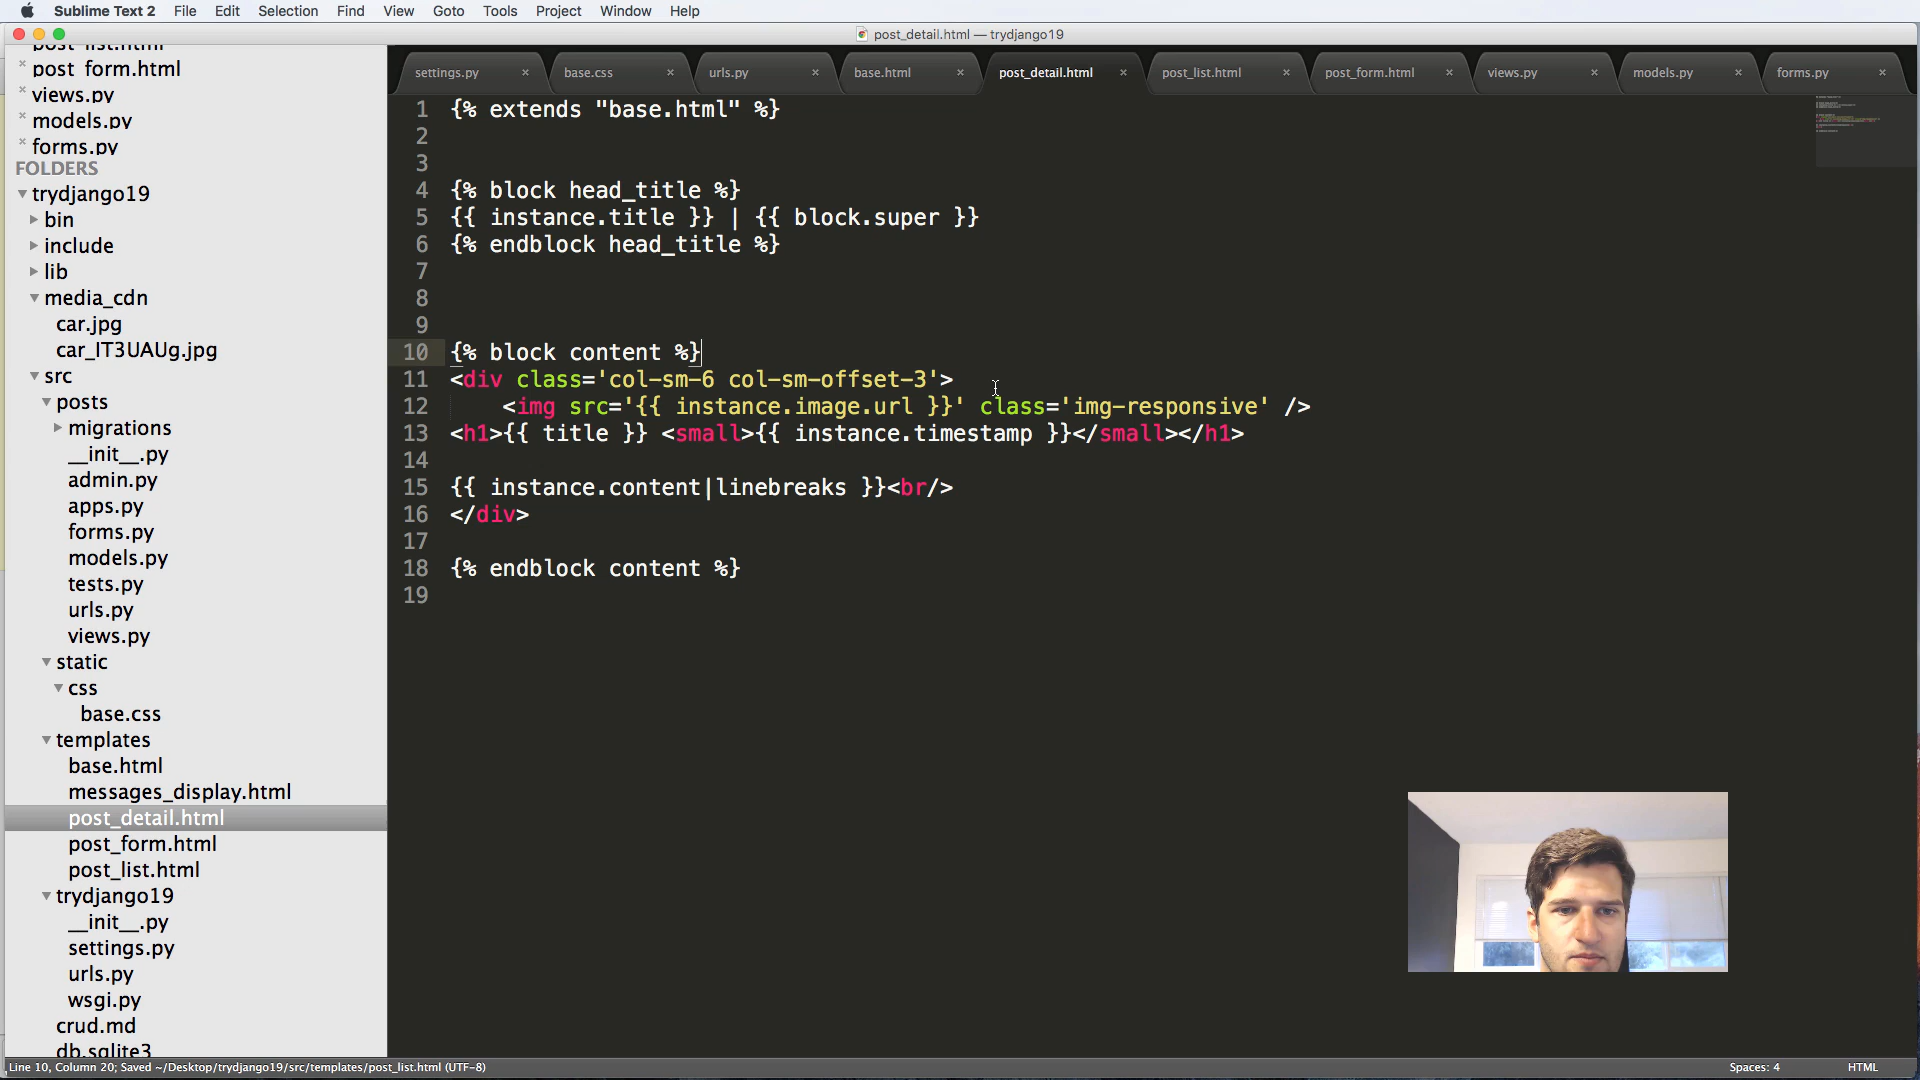 Sublime Text 2 File Edit Selection Find View Goto Tools Project Window Help
post_detail.html — trydjango19
settings.py × base.css × urls.py × base.html × post_detail.html × post_list.html × post_form.html × views.py × models.py × forms.py ×
post_list.html
× post_form.html
× views.py
× models.py
× forms.py
FOLDERS
trydjango19
bin
include
lib
media_cdn
car.jpg
car_IT3UAUg.jpg
src
posts
migrations
__init__.py
admin.py
apps.py
forms.py
models.py
tests.py
urls.py
views.py
static
css
base.css
templates
base.html
messages_display.html
post_detail.html
post_form.html
post_list.html
trydjango19
__init__.py
settings.py
urls.py
wsgi.py
crud.md
db.sqlite3
1 {% extends "base.html" %}
2
3
4 {% block head_title %}
5 {{ instance.title }} | {{ block.super }}
6 {% endblock head_title %}
7
8
9
10 {% block content %}
11 <div class='col-sm-6 col-sm-offset-3'>
12     <img src='{{ instance.image.url }}' class='img-responsive' />
13 <h1>{{ title }} <small>{{ instance.timestamp }}</small></h1>
14
15 {{ instance.content|linebreaks }}<br/>
16 </div>
17
18 {% endblock content %}
19
Line 10, Column 20; Saved ~/Desktop/trydjango19/src/templates/post_list.html (UTF-8) Spaces: 4 HTML